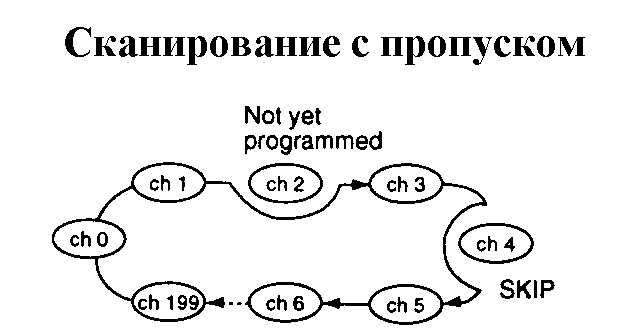 Сканирование с пропуском
Not yet
programmed
ch 1
ch 2
ch 3
ch 0
ch 4
ch 199
ch 6
ch 5
SKIP